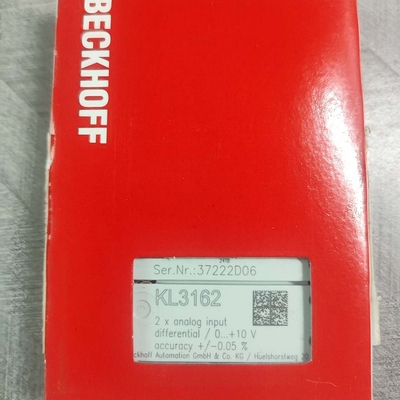 BECKHOFF
Ser.Nr.:37222D06
KL3162
2 x analog input
differential / 0...+10 V
accuracy +/-0.05 %
ckhoff Automation GmbH & Co. KG / Huelshorstweg 20